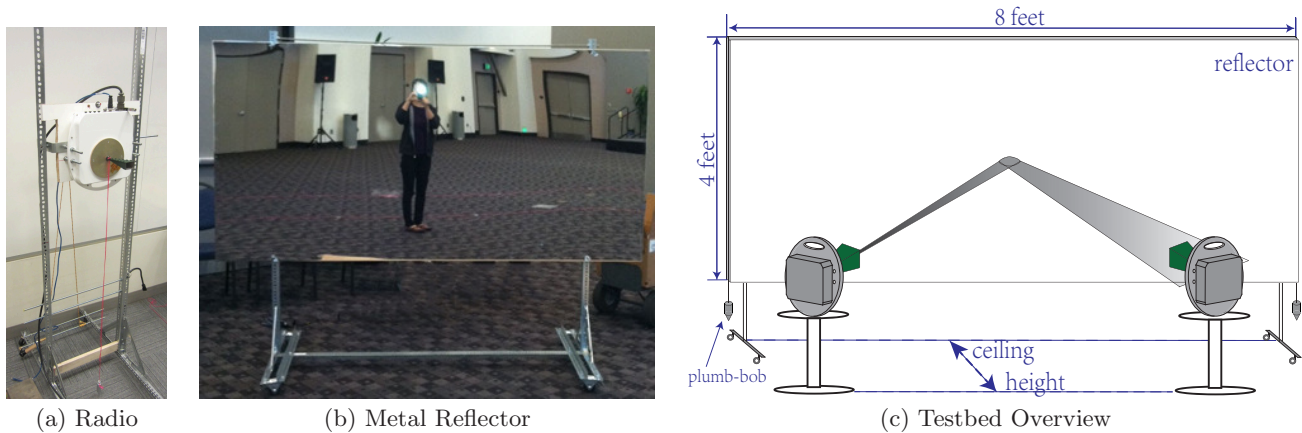 8 feet
reflector
4 feet
plumb-bob
ceiling
height
(a) Radio
(b) Metal Reflector
(c) Testbed Overview